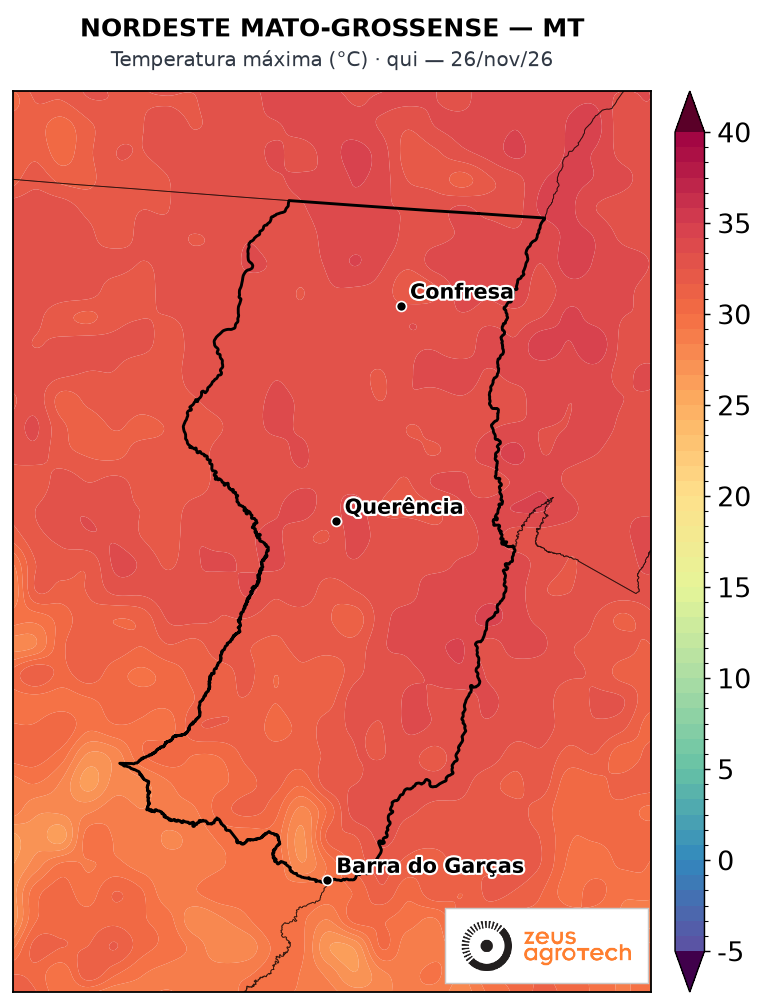 NORDESTE MATO-GROSSENSE — MT
Temperatura máxima (°C) · qui — 26/nov/26
Confresa
Querência
Barra do Garças
40
35
30
25
20
15
10
5
0
-5
zeus
agrotech